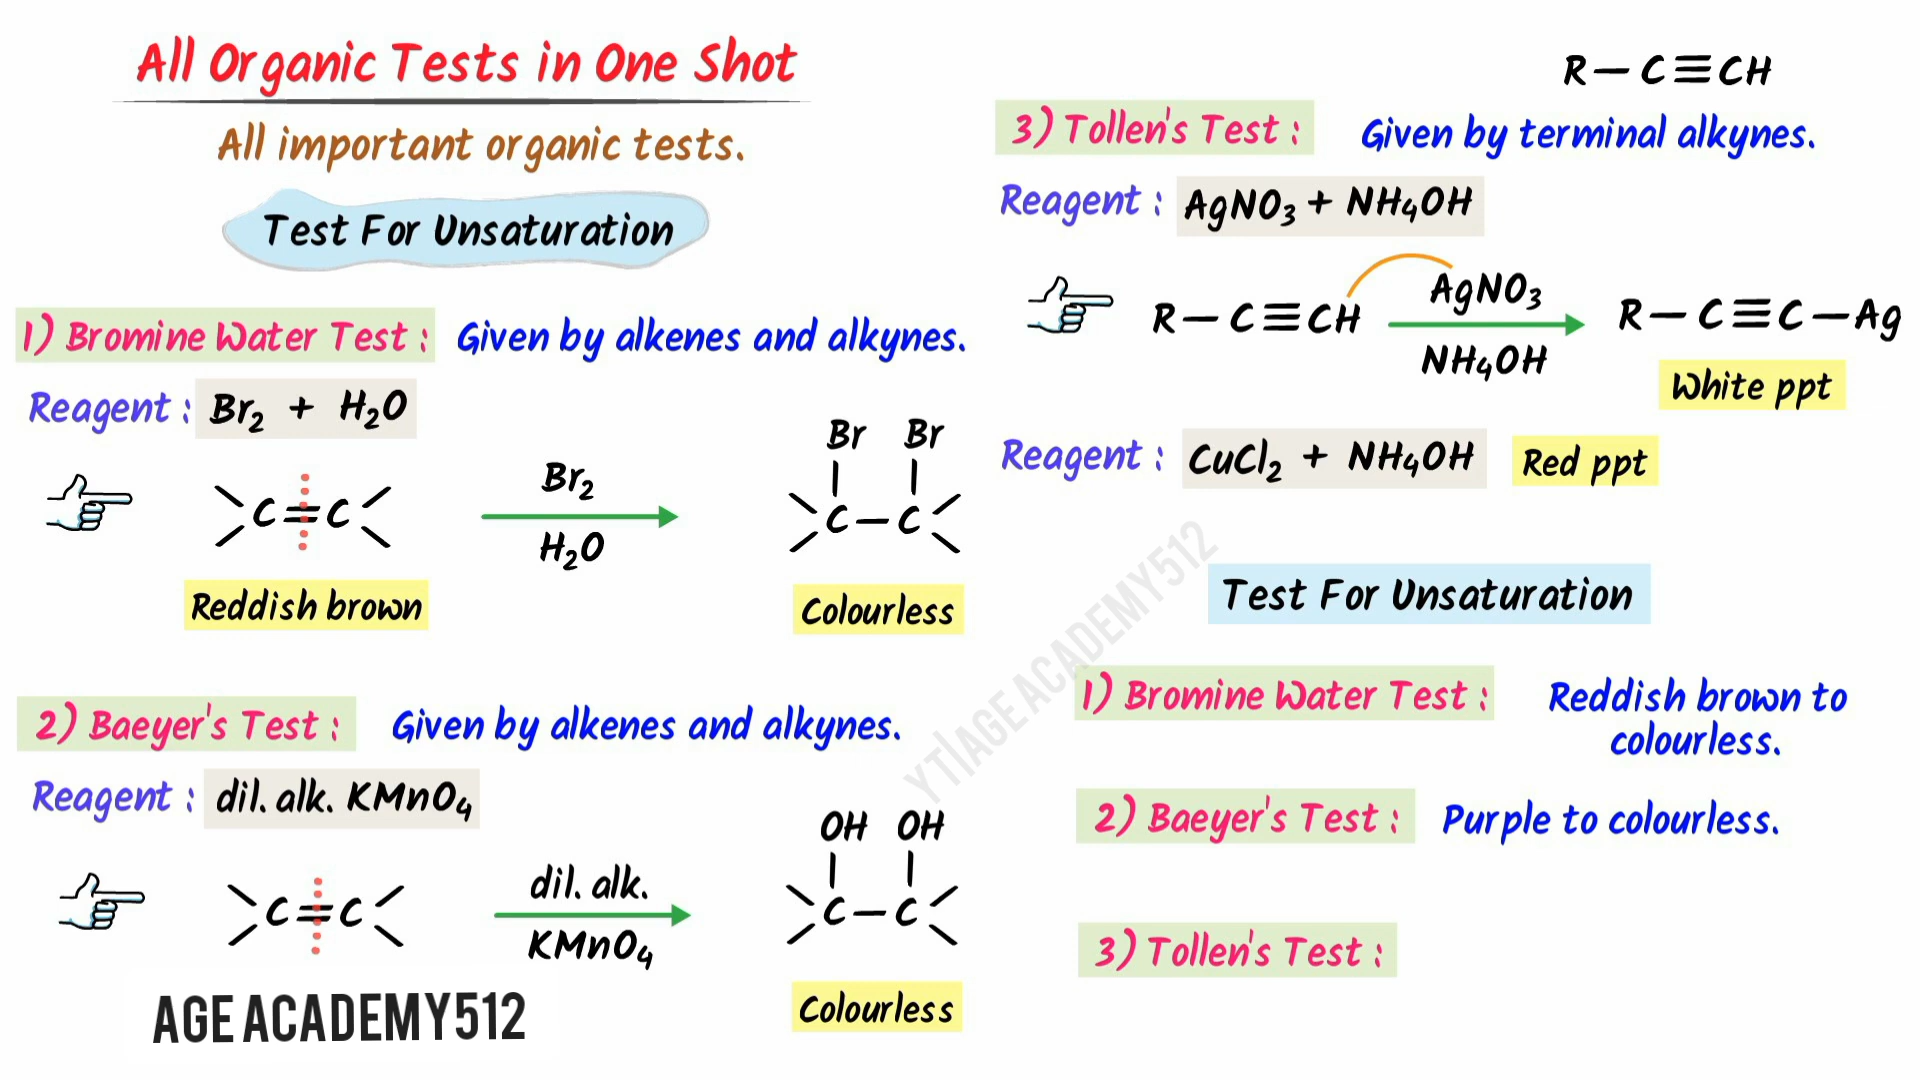 All Organic Tests in One Shot
All important organic tests.
Test For Unsaturation
1) Bromine Water Test : Given by alkenes and alkynes.
Reagent : Br₂ + H₂O
C=C
Br₂
H₂O
Br Br
C–C
Reddish brown
Colourless
2) Baeyer's Test : Given by alkenes and alkynes.
Reagent : dil. alk. KMnO₄
C=C
dil. alk.
KMnO₄
OH OH
C–C
Colourless
AGE ACADEMY512
R–C≡CH
3) Tollen's Test : Given by terminal alkynes.
Reagent : AgNO₃ + NH₄OH
R–C≡CH
AgNO₃
NH₄OH
R–C≡C–Ag
White ppt
Reagent : CuCl₂ + NH₄OH Red ppt
Test For Unsaturation
1) Bromine Water Test : Reddish brown to
colourless.
2) Baeyer's Test : Purple to colourless.
3) Tollen's Test :
YT|AGE ACADEMY512